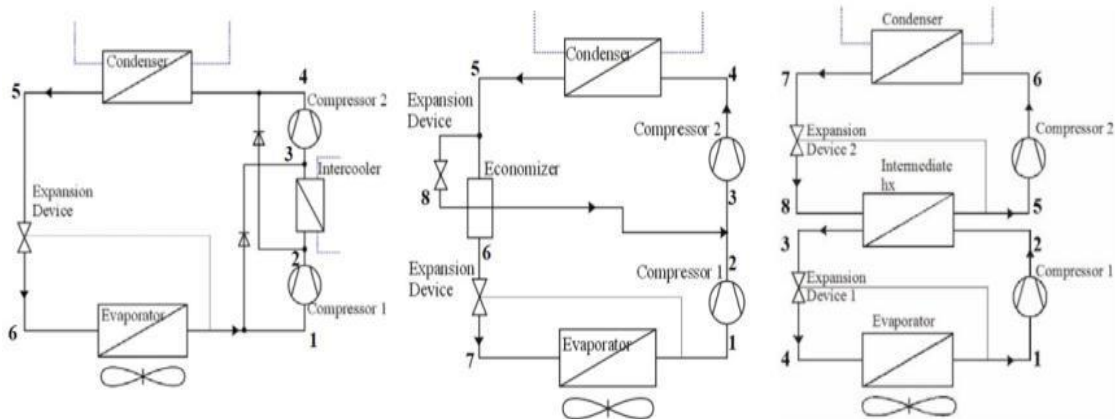 Condenser
5
4
Compressor 2
3
Intercooler
Expansion
Device
2
Compressor 1
Evaporator
6
1
Condenser
5
4
Expansion
Device
Compressor 2
Economizer
8
3
6
2
Expansion
Device
Compressor 1
Evaporator
7
1
Condenser
7
6
Expansion
Device 2
Compressor 2
Intermediate
hx
8
5
3
2
Expansion
Device 1
Compressor 1
Evaporator
4
1